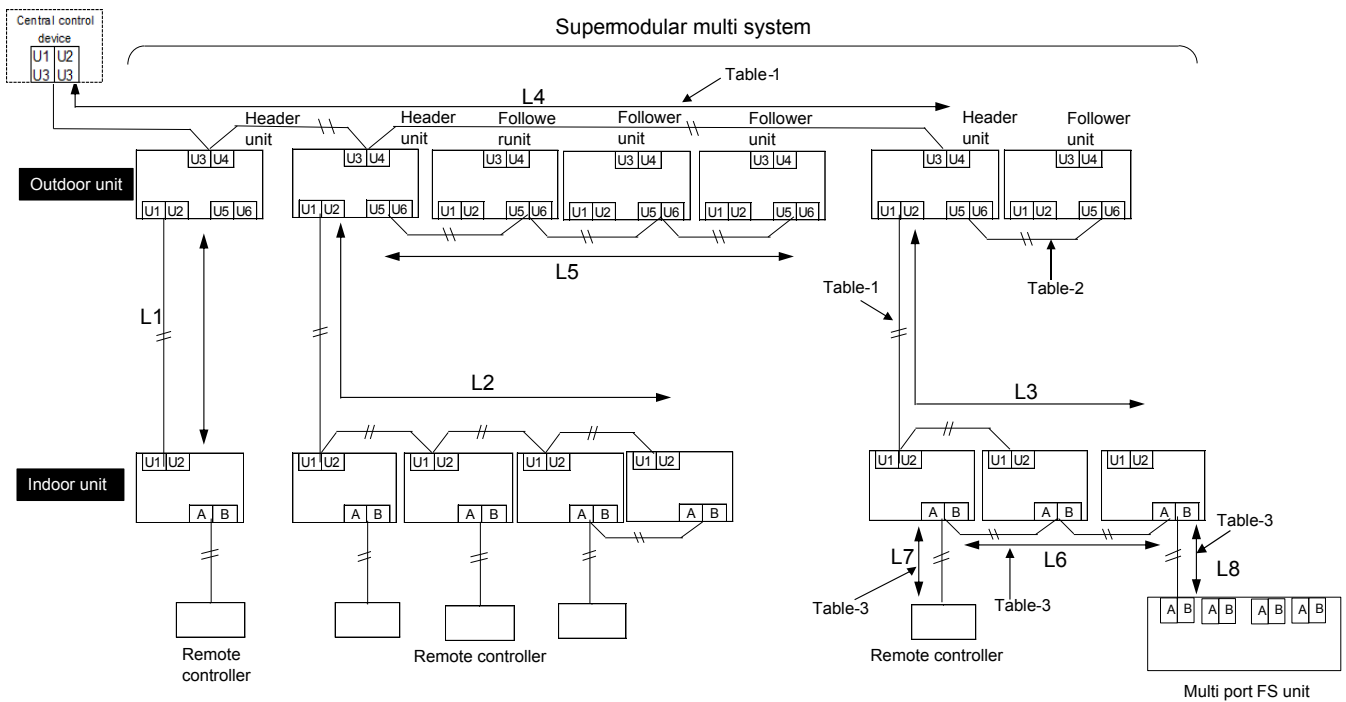 Central control
device
U1 U2
U3 U3
Supermodular multi system
Table-1
L4
Header
unit
Header
unit
Followe
runit
Follower
unit
Follower
unit
Header
unit
Follower
unit
Outdoor unit
U3 U4
U3 U4
U3 U4
U3 U4
U3 U4
U3 U4
U3 U4
U1 U2 U5 U6
U1 U2 U5 U6
U1 U2 U5 U6
U1 U2 U5 U6
U1 U2 U5 U6
U1 U2 U5 U6
U1 U2 U5 U6
L5
Table-1
Table-2
L1
L2
L3
Indoor unit
U1 U2
U1 U2
U1 U2
U1 U2
U1 U2
U1 U2
U1 U2
U1 U2
A B
A B
A B
A B
A B
A B
A B
A B
Table-3
L7
L6
L8
Table-3
Table-3
A B
A B
A B
A B
Remote
controller
Remote controller
Remote controller
Multi port FS unit